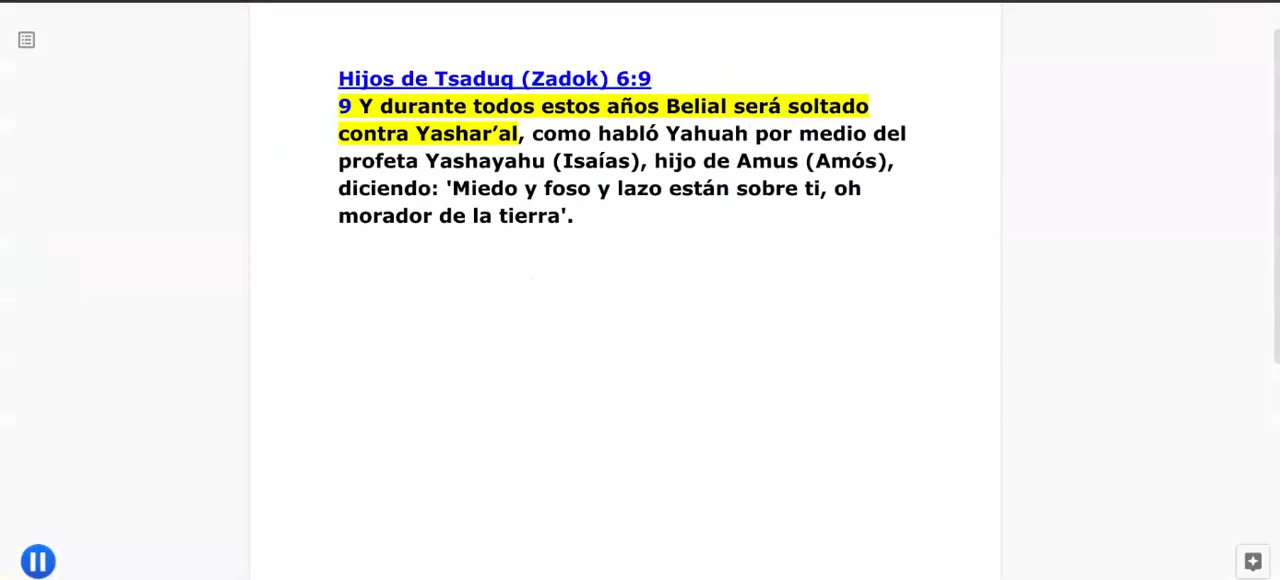 Hijos de Tsaduq (Zadok) 6:9
9 Y durante todos estos años Belial será soltado
contra Yashar’al, como habló Yahuah por medio del
profeta Yashayahu (Isaías), hijo de Amus (Amós),
diciendo: 'Miedo y foso y lazo están sobre ti, oh
morador de la tierra'.